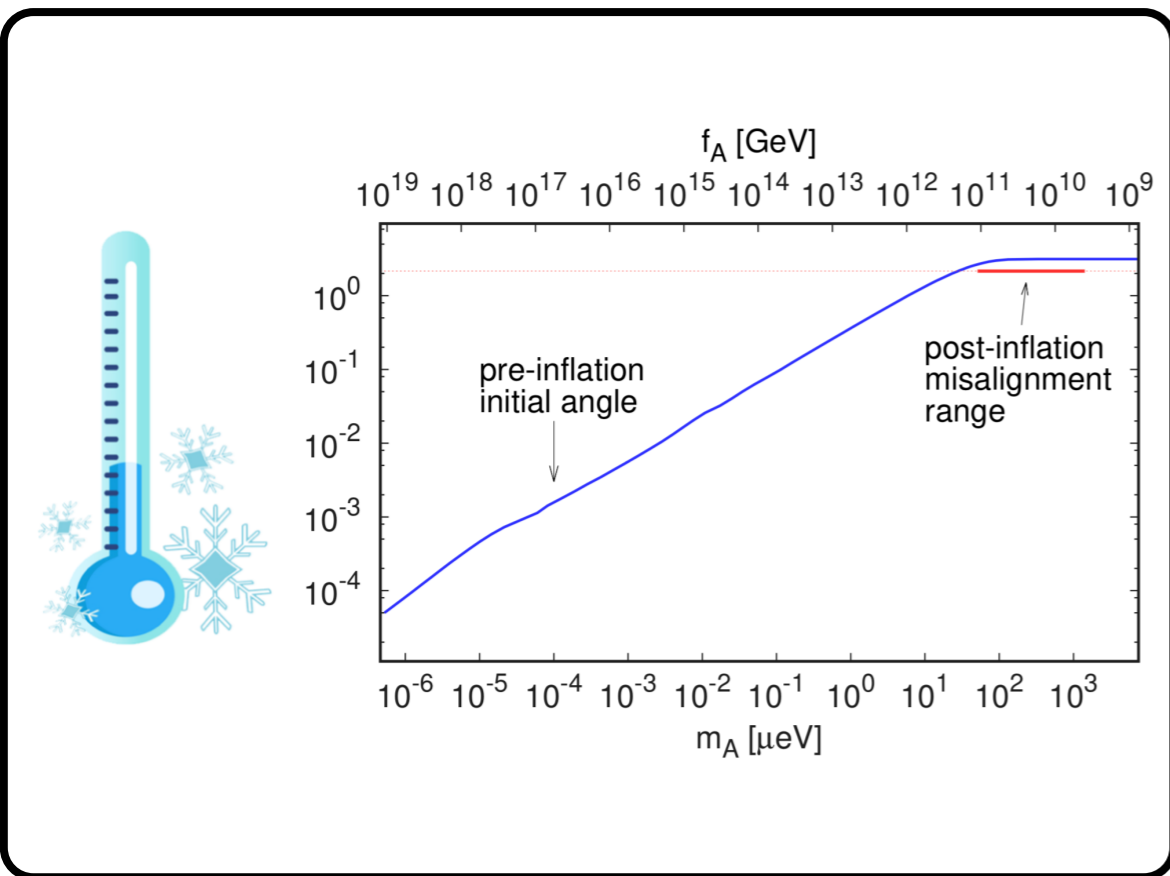 f_A [GeV]
10^19 10^18 10^17 10^16 10^15 10^14 10^13 10^12 10^11 10^10 10^9
10^0
10^-1
10^-2
10^-3
10^-4
pre-inflation
initial angle
post-inflation
misalignment
range
10^-6 10^-5 10^-4 10^-3 10^-2 10^-1 10^0 10^1 10^2 10^3
m_A [μeV]